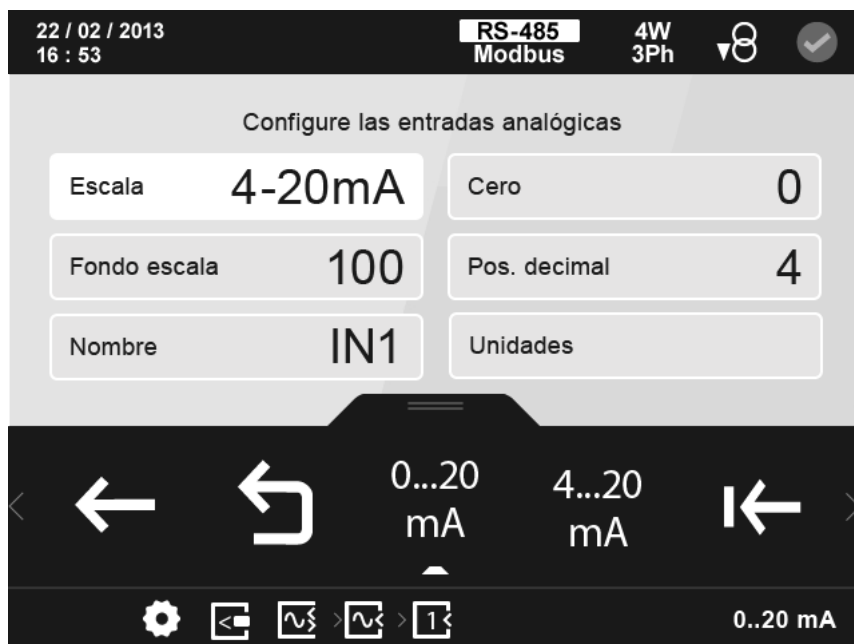 22 / 02 / 2013
16 : 53
RS-485
Modbus
4W
3Ph
Configure las entradas analógicas
Escala 4-20mA
Cero 0
Fondo escala 100
Pos. decimal 4
Nombre IN1
Unidades
0...20
mA
4...20
mA
1
0..20 mA